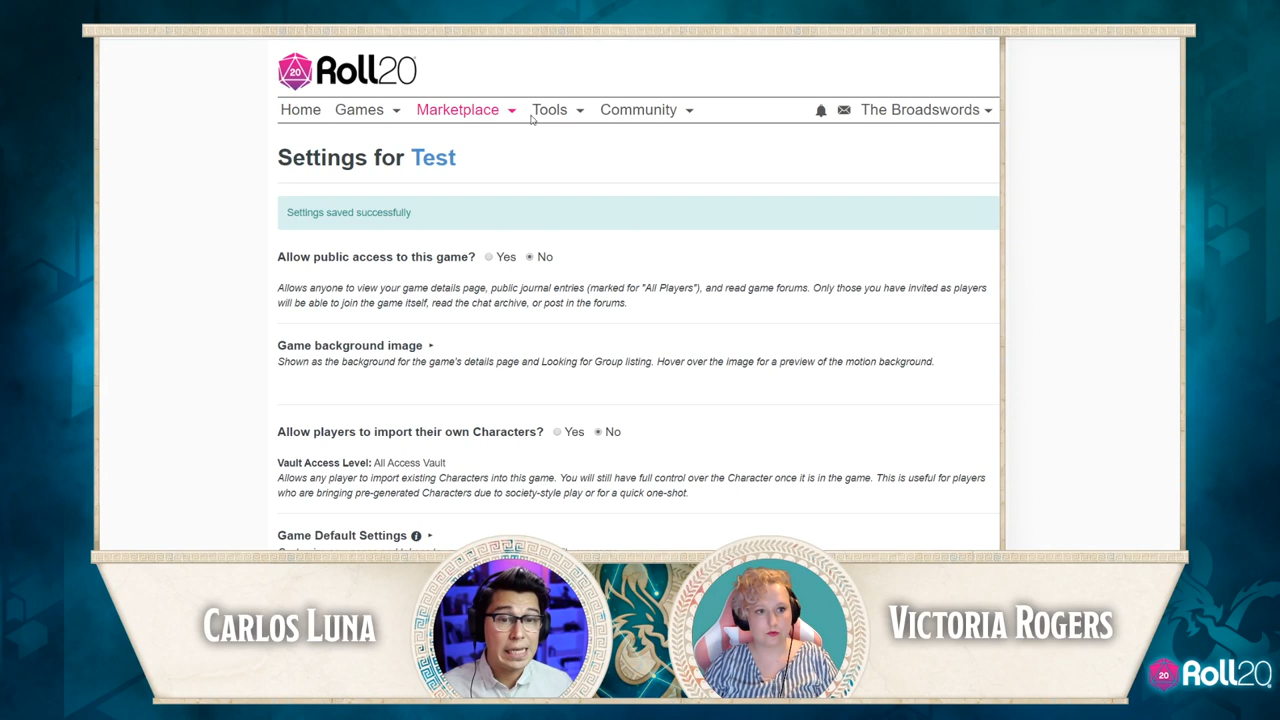 20 Roll20
Home Games Marketplace Tools Community The Broadswords
Settings for Test
Settings saved successfully
Allow public access to this game? Yes No
Allows anyone to view your game details page, public journal entries (marked for "All Players"), and read game forums. Only those you have invited as players
will be able to join the game itself, read the chat archive, or post in the forums.
Game background image
Shown as the background for the game's details page and Looking for Group listing. Hover over the image for a preview of the motion background.
Allow players to import their own Characters? Yes No
Vault Access Level: All Access Vault
Allows any player to import existing Characters into this game. You will still have full control over the Character once it is in the game. This is useful for players
who are bringing pre-generated Characters due to society-style play or for a quick one-shot.
Game Default Settings
CARLOS LUNA
VICTORIA ROGERS
20 Roll20